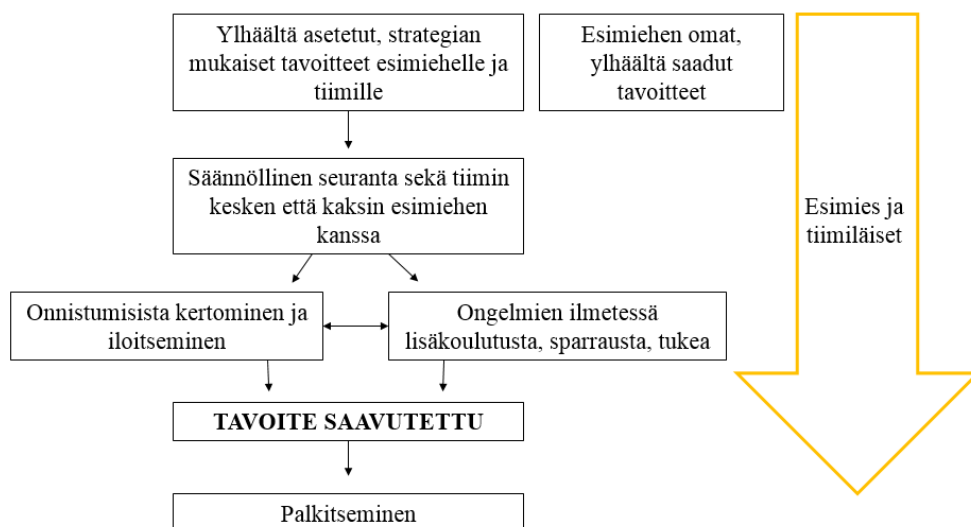 Ylhäältä asetetut, strategian
mukaiset tavoitteet esimiehelle ja
tiimille
Esimiehen omat,
ylhäältä saadut
tavoitteet
Säännöllinen seuranta sekä tiimin
kesken että kaksin esimiehen
kanssa
Esimies ja
tiimiläiset
Onnistumisista kertominen ja
iloitseminen
Ongelmien ilmetessä
lisäkoulutusta, sparrausta, tukea
TAVOITE SAAVUTETTU
Palkitseminen